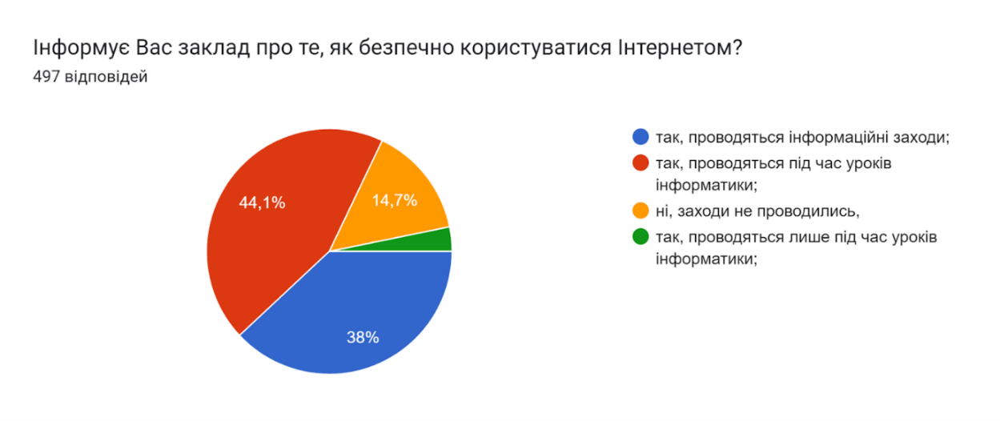 Інформує Вас заклад про те, як безпечно користуватися Інтернетом?
497 відповідей
44,1%
14,7%
38%
так, проводяться інформаційні заходи;
так, проводяться під час уроків
інформатики;
ні, заходи не проводились,
так, проводяться лише під час уроків
інформатики;